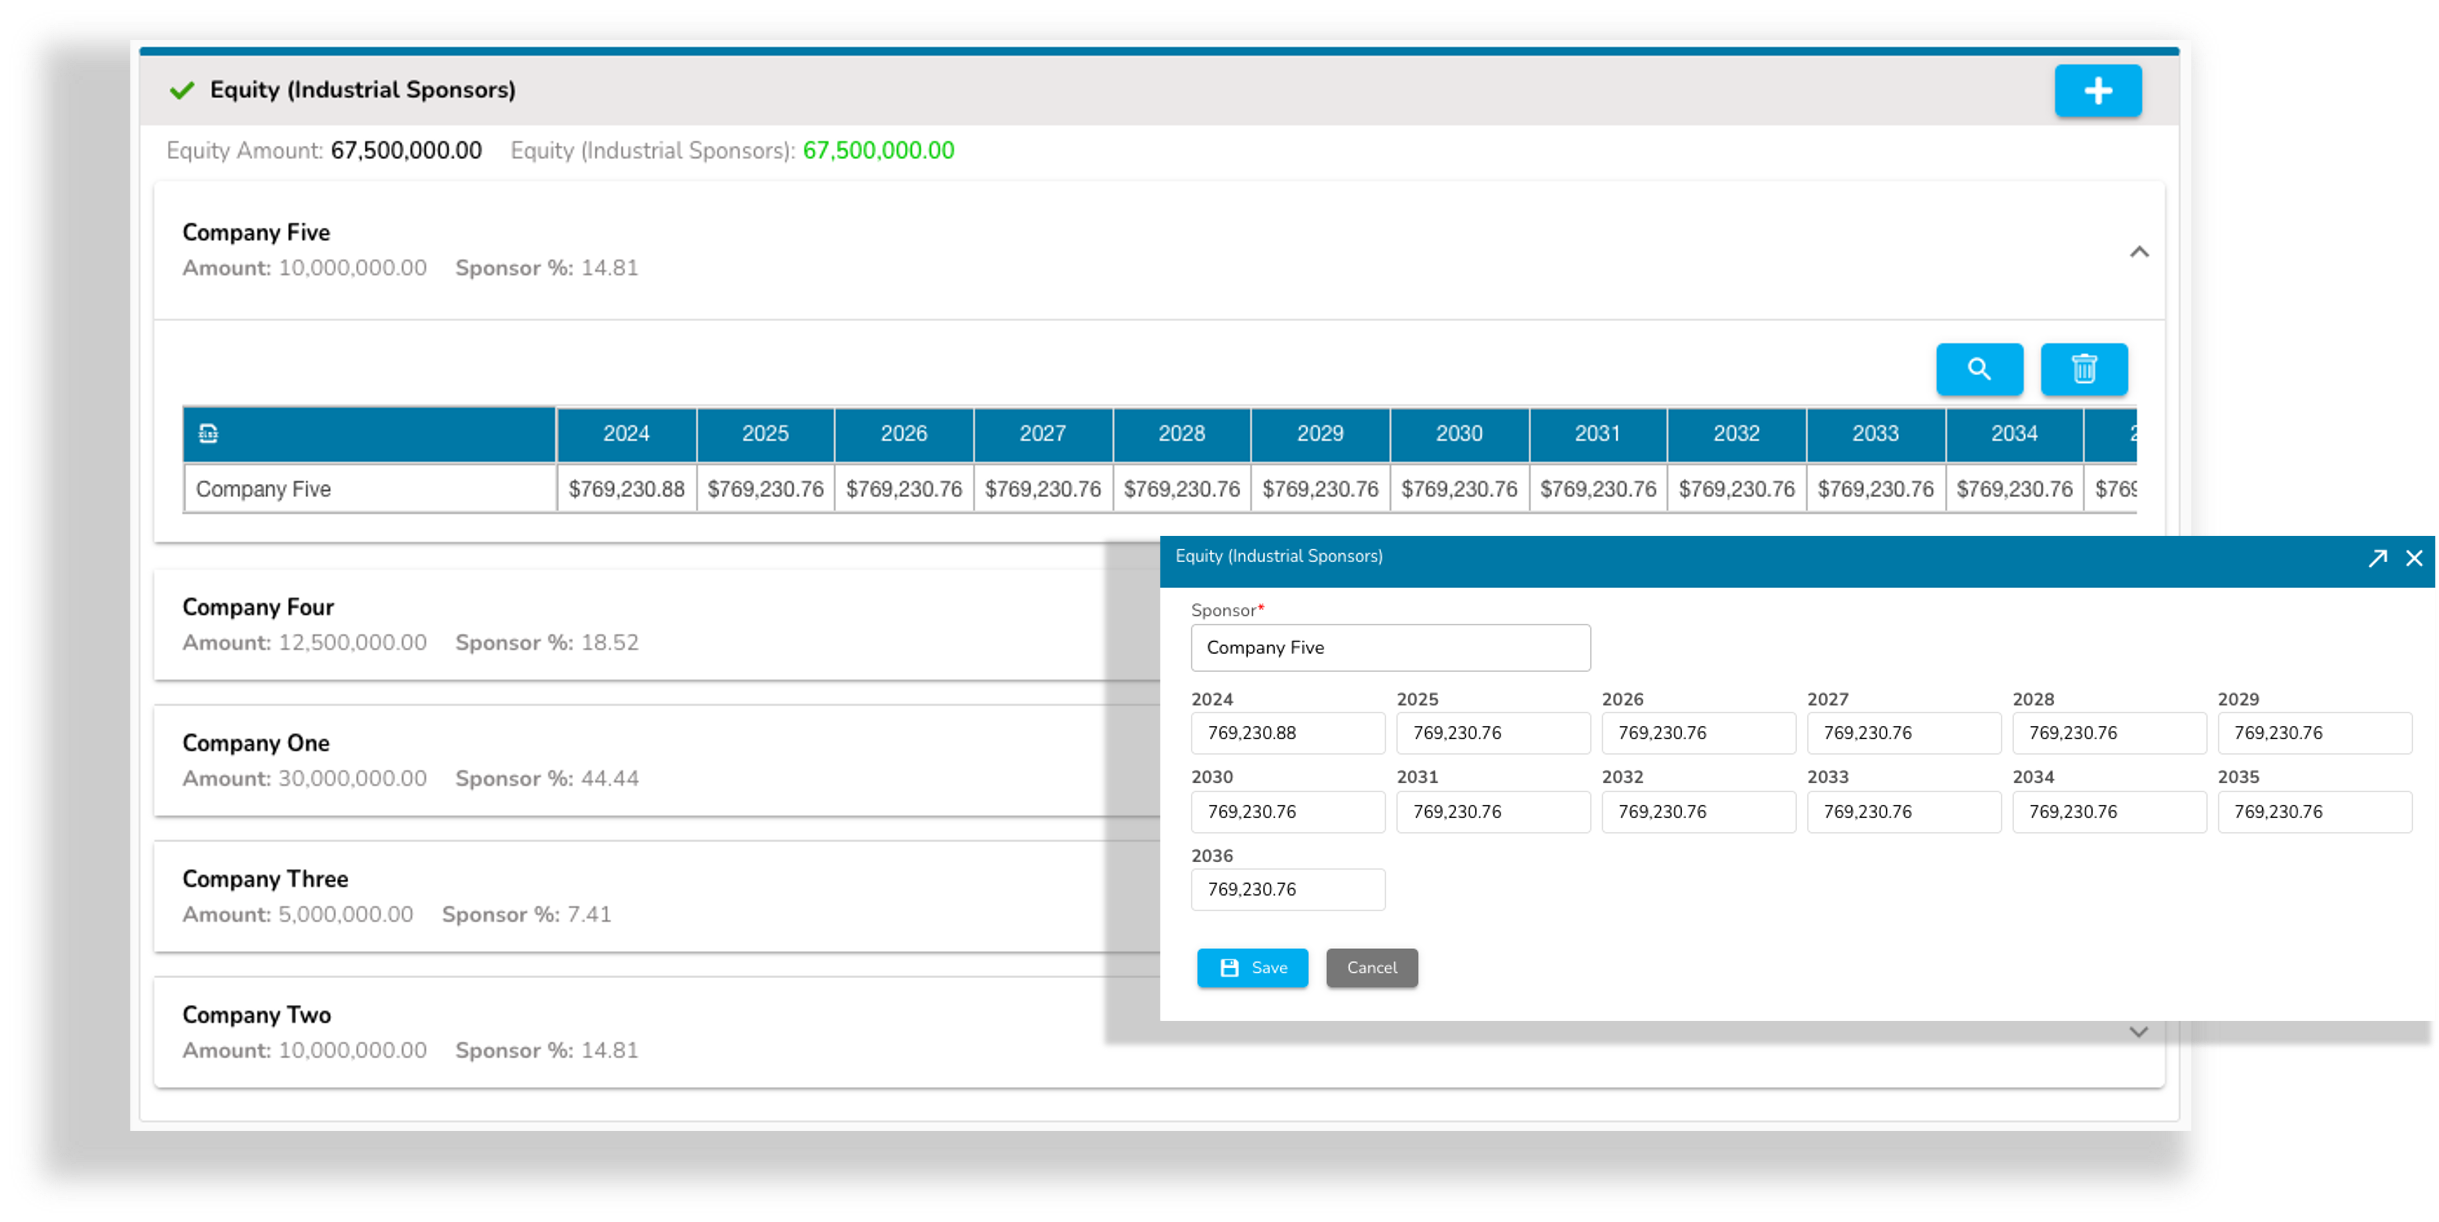 Equity (Industrial Sponsors)
Equity Amount: 67,500,000.00 Equity (Industrial Sponsors): 67,500,000.00
Company Five
Amount: 10,000,000.00 Sponsor %: 14.81
2024 2025 2026 2027 2028 2029 2030 2031 2032 2033 2034
Company Five $769,230.88 $769,230.76 $769,230.76 $769,230.76 $769,230.76 $769,230.76 $769,230.76 $769,230.76 $769,230.76 $769,230.76 $769,230.76
Company Four
Amount: 12,500,000.00 Sponsor %: 18.52
Company One
Amount: 30,000,000.00 Sponsor %: 44.44
Company Three
Amount: 5,000,000.00 Sponsor %: 7.41
Company Two
Amount: 10,000,000.00 Sponsor %: 14.81
Equity (Industrial Sponsors)
Sponsor*
Company Five
2024 2025 2026 2027 2028 2029
769,230.88 769,230.76 769,230.76 769,230.76 769,230.76 769,230.76
2030 2031 2032 2033 2034 2035
769,230.76 769,230.76 769,230.76 769,230.76 769,230.76 769,230.76
2036
769,230.76
Save Cancel